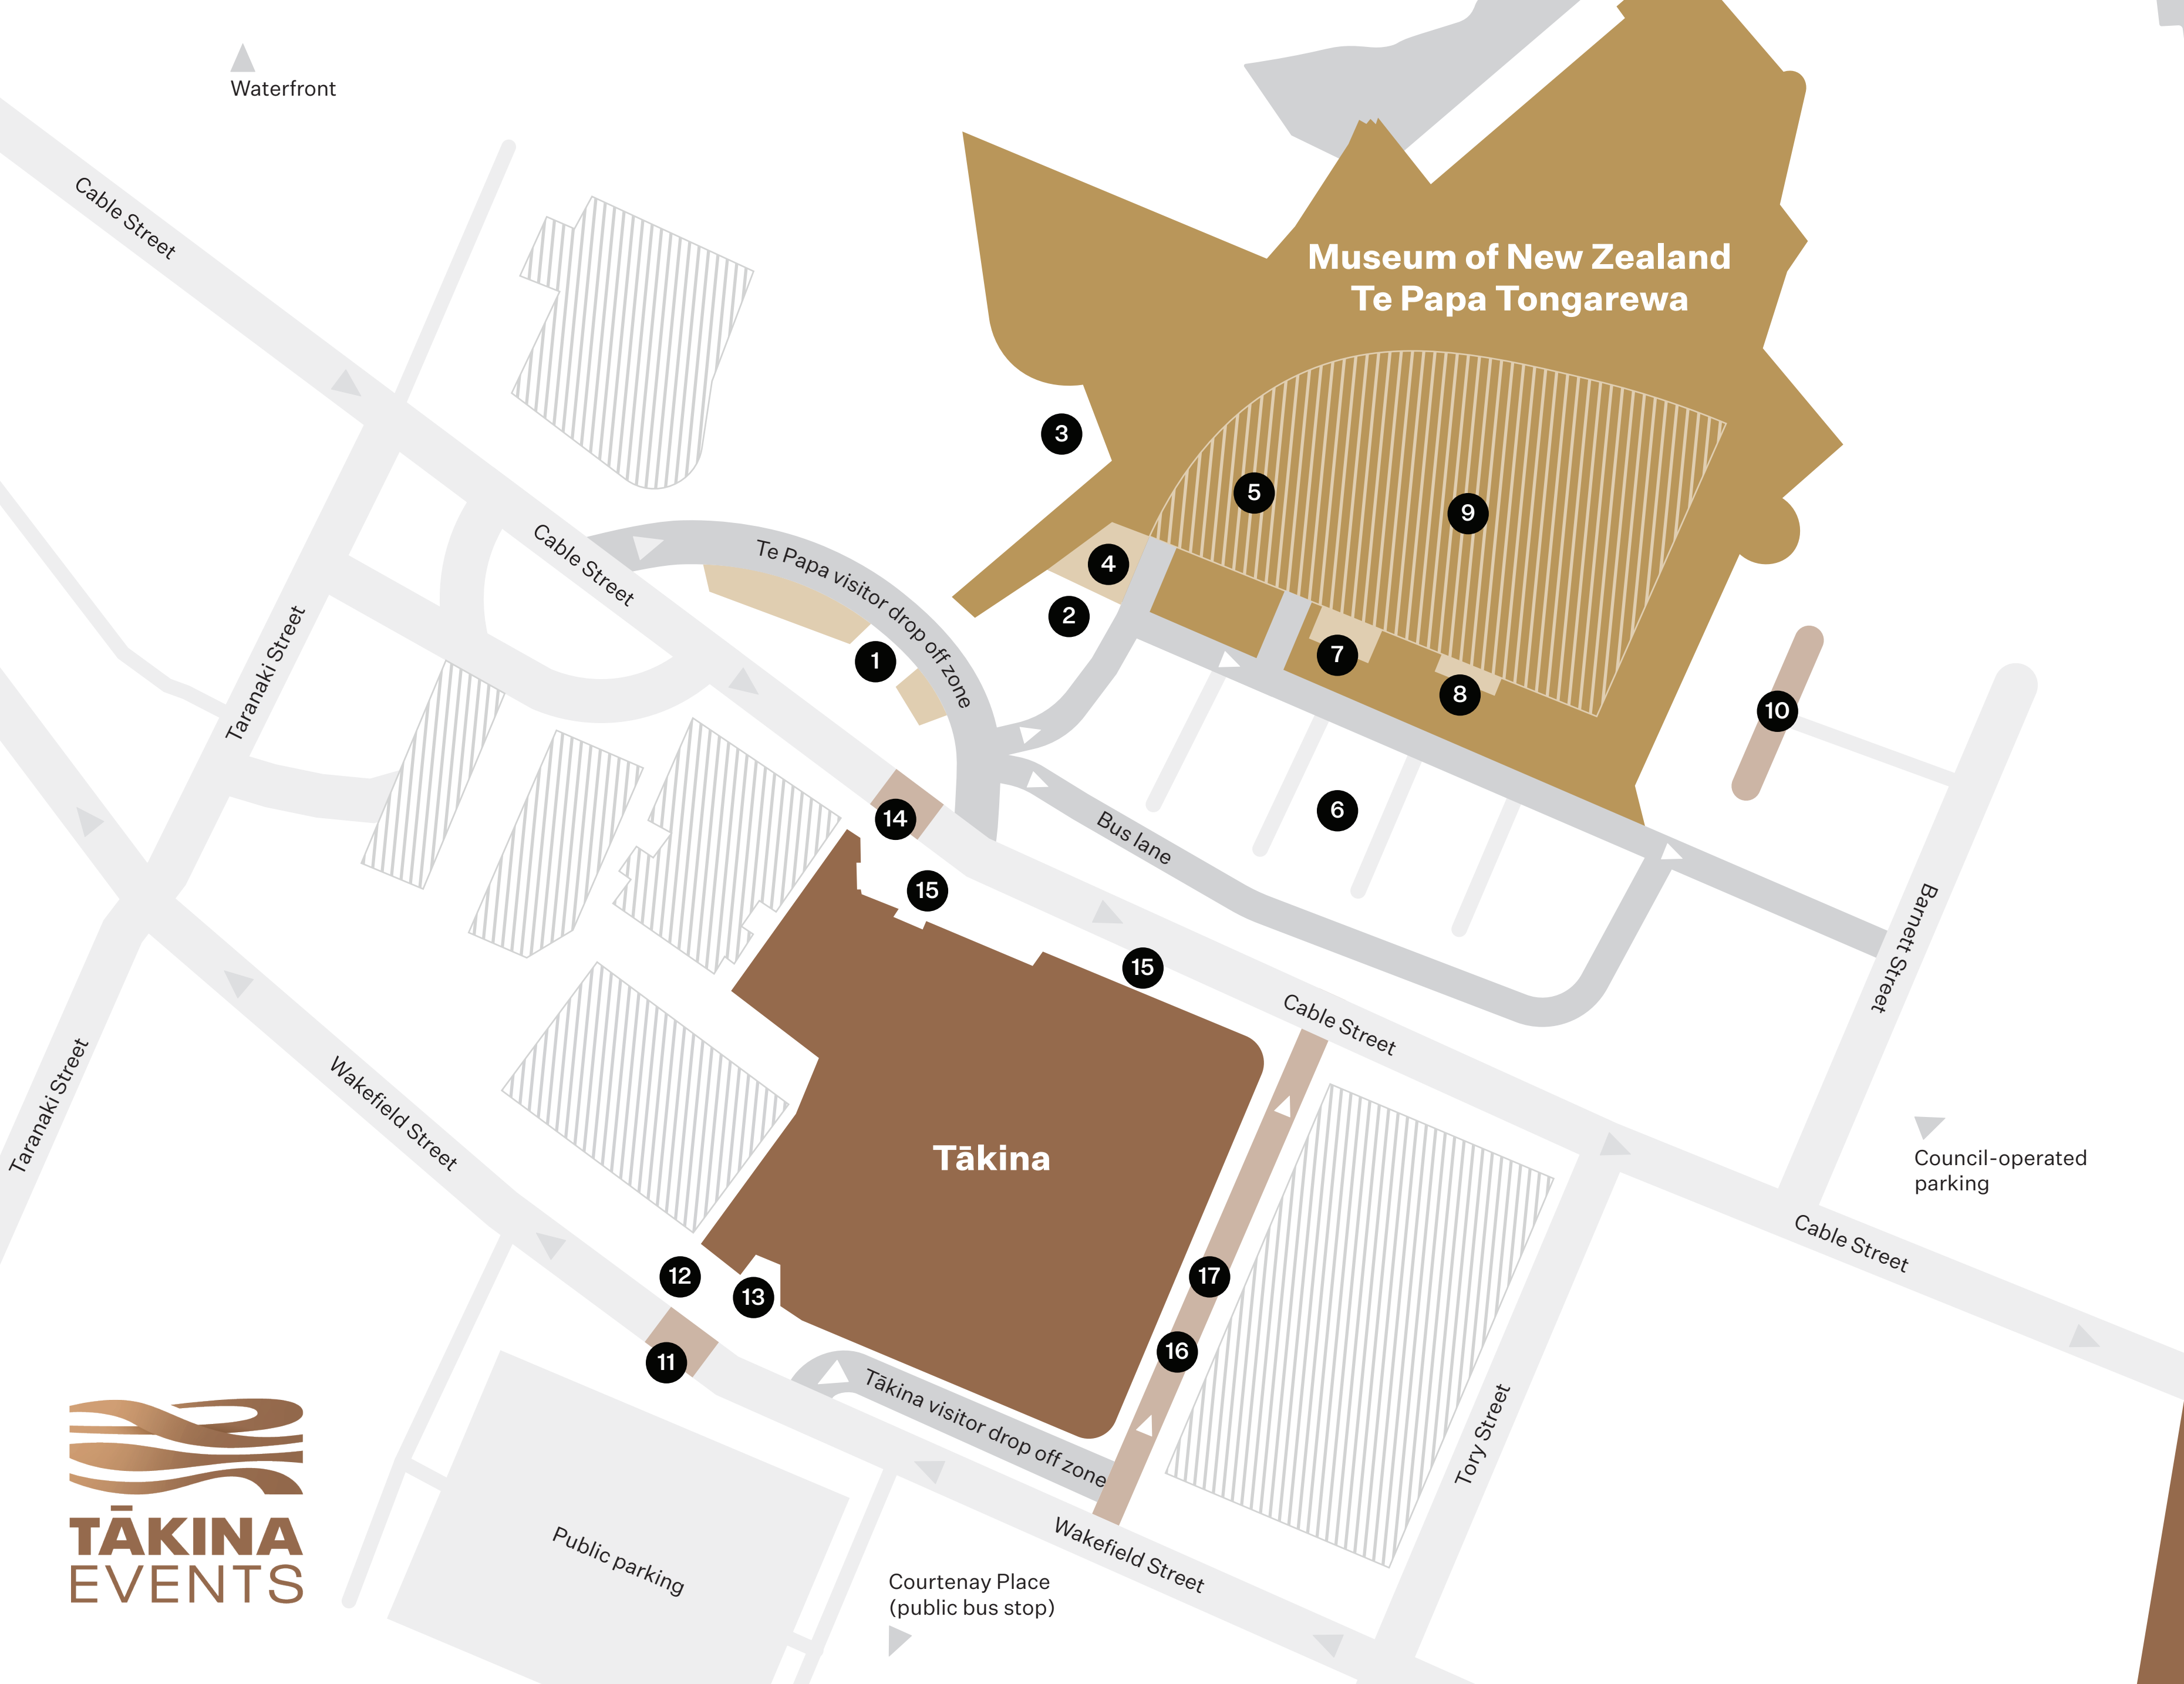 Waterfront
Cable Street
Museum of New Zealand
Te Papa Tongarewa
3
5
9
Cable Street
Te Papa visitor drop off zone
4
2
1
7
8
10
Taranaki Street
14
6
Bus lane
15
15
Barnett Street
Cable Street
Taranaki Street
Wakefield Street
Tākina
Council-operated
parking
Cable Street
12
13
17
11
16
Tākina visitor drop off zone
Tory Street
TĀKINA
EVENTS
Public parking
Wakefield Street
Courtenay Place
(public bus stop)